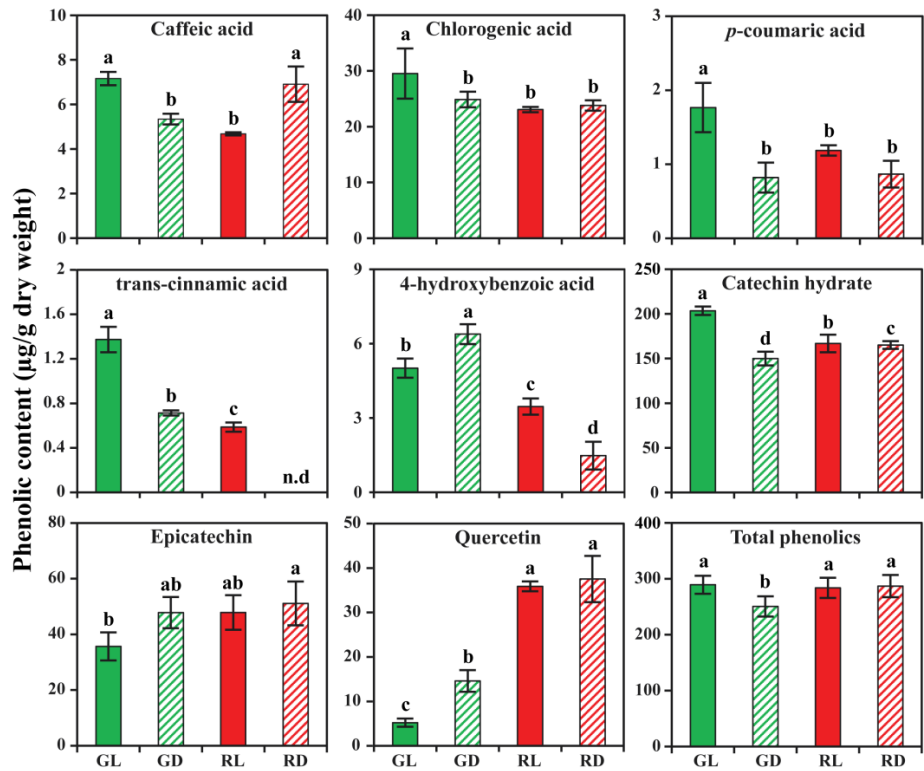 Phenolic content (µg/g dry weight)
Caffeic acid
8
6
4
2
0
a
b
b
a
Chlorogenic acid
40
30
20
10
0
a
b
b
b
p-coumaric acid
3
2
1
0
a
b
b
b
trans-cinnamic acid
2
1.6
1.2
0.8
0.4
0
a
b
c
n.d
4-hydroxybenzoic acid
9
6
3
0
b
a
c
d
Catechin hydrate
250
200
150
100
50
0
a
d
b
c
Epicatechin
80
60
40
20
0
b
ab
ab
a
GL GD RL RD
Quercetin
50
40
30
20
10
0
c
b
a
a
GL GD RL RD
Total phenolics
400
300
200
100
0
a
b
a
a
GL GD RL RD